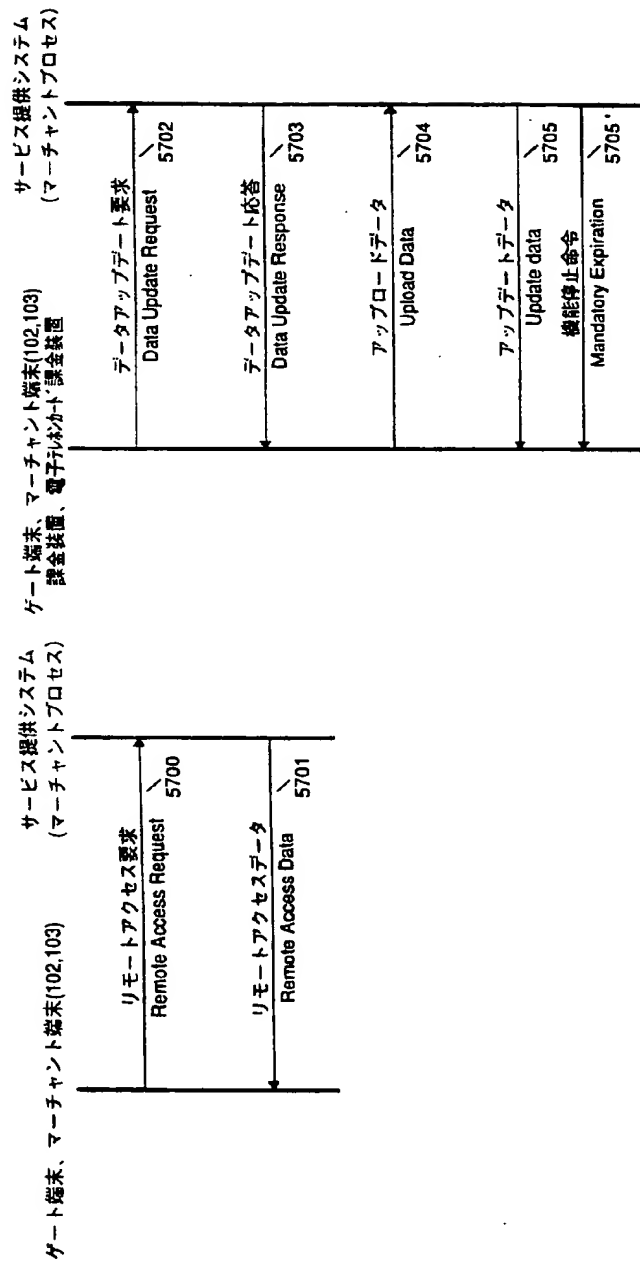 ゲート端末、マーチャント端末(102,103)
サービス提供システム
(マーチャントプロセス)
リモートアクセス要求
Remote Access Request
5700
リモートアクセスデータ
Remote Access Data
5701
ゲート端末、マーチャント端末(102,103)
課金装置、電子テレホンカード課金装置
サービス提供システム
(マーチャントプロセス)
データアップデート要求
Data Update Request
5702
データアップデート応答
Data Update Response
5703
アップロードデータ
Upload Data
5704
アップデートデータ
Update data
5705
機能停止命令
Mandatory Expiration
5705'